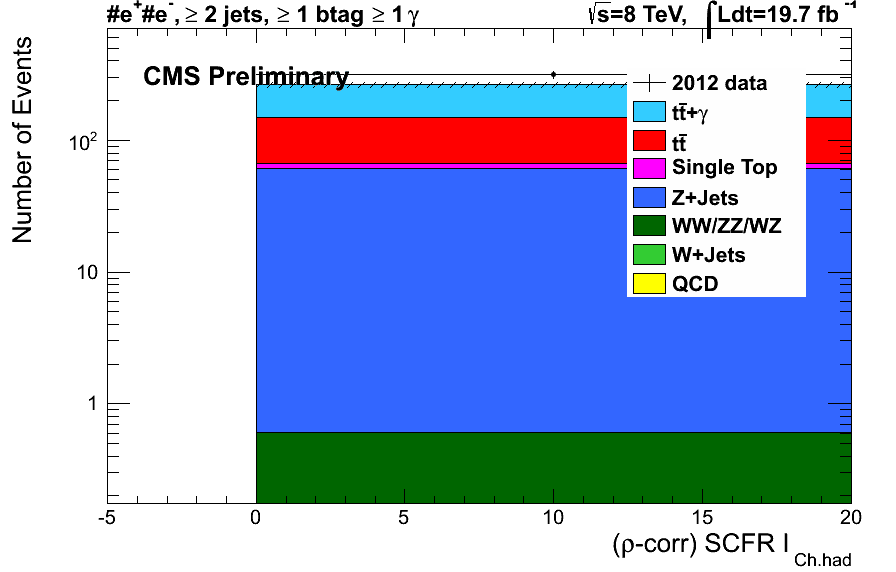 #e⁺#e⁻, ≥ 2 jets, ≥ 1 btag ≥ 1 γ √s=8 TeV, ∫Ldt=19.7 fb⁻¹
CMS Preliminary
Number of Events
10²
10
1
2012 data
tt̄+γ
tt̄
Single Top
Z+Jets
WW/ZZ/WZ
W+Jets
QCD
-5 0 5 10 15 20
(ρ-corr) SCFR I Ch.had